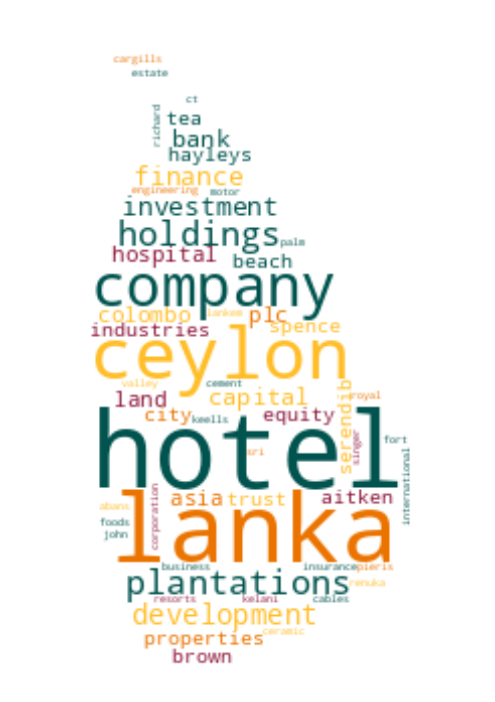 cargills
estate
ct
richard
tea
bank
hayleys
finance
engineering
motor
investment
holdings
palm
hospital
beach
company
colombo
lankem
plc
spence
industries
ceylon
valley
cement
serendib
royal
land
capital
city
keells
equity
hotel
sri
singer
fort
international
lanka
abans
corporation
asia
trust
aitken
foods
john
business
insurance
pieris
plantations
renuka
resorts
kelani
cables
development
ceramic
properties
brown